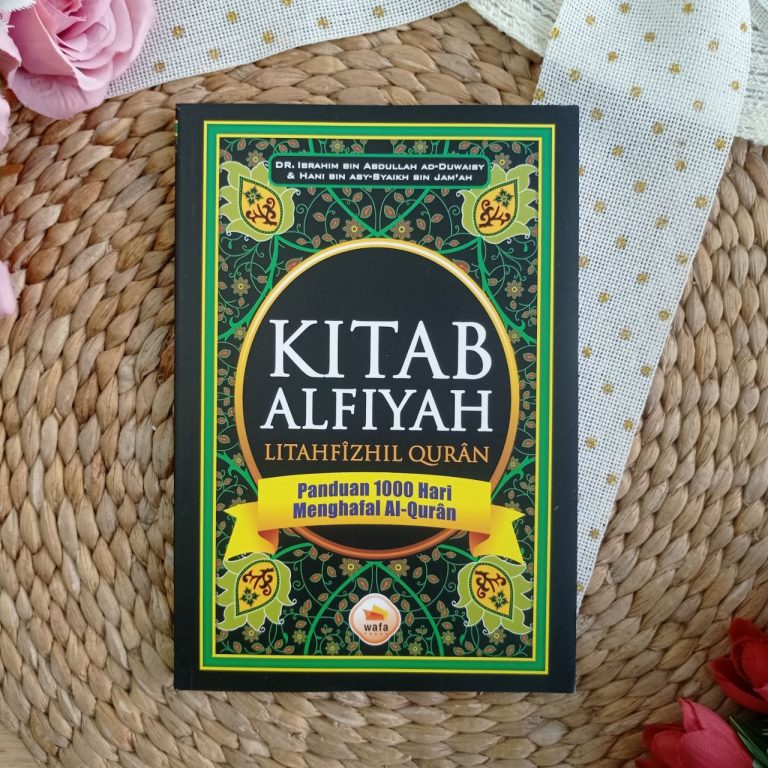 DR. IBRAHIM BIN ABDULLAH AD-DUWAISY
& HANI BIN ABY-SYAIKH BIN JAM'AH
KITAB
ALFIYAH
LITAHFÎZHIL QURÂN
Panduan 1000 Hari
Menghafal Al-Qurân
wafa